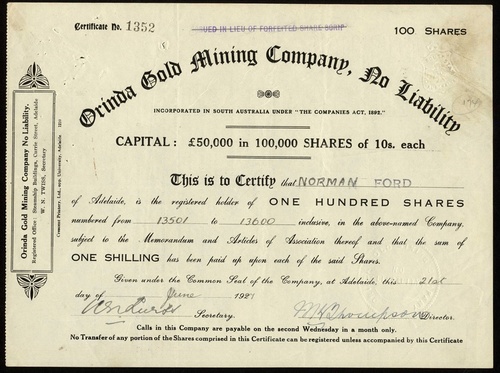 Certificate No. 1352
ISSUED IN LIEU OF FORFEITED SHARE SCRIP
100 SHARES
Orinda Gold Mining Company, No Liability
INCORPORATED IN SOUTH AUSTRALIA UNDER "THE COMPANIES ACT, 1892."
CAPITAL: £50,000 in 100,000 SHARES of 10s. each
This is to Certify that NORMAN FORD
of Adelaide, is the registered holder of ONE HUNDRED SHARES
numbered from 13501 to 13600 inclusive, in the above-named Company,
subject to the Memorandum and Articles of Association thereof and that the sum of
ONE SHILLING has been paid up upon each of the said Shares.
Given under the Common Seal of the Company, at Adelaide, this 21st
day of June 1927
Secretary. Director.
Calls in this Company are payable on the second Wednesday in a month only.
No Transfer of any portion of the Shares comprised in this Certificate can be registered unless accompanied by this Certificate
Orinda Gold Mining Company No Liability.
Registered Office: Steamship Buildings, Currie Street, Adelaide
W. N. TWISS, Secretary